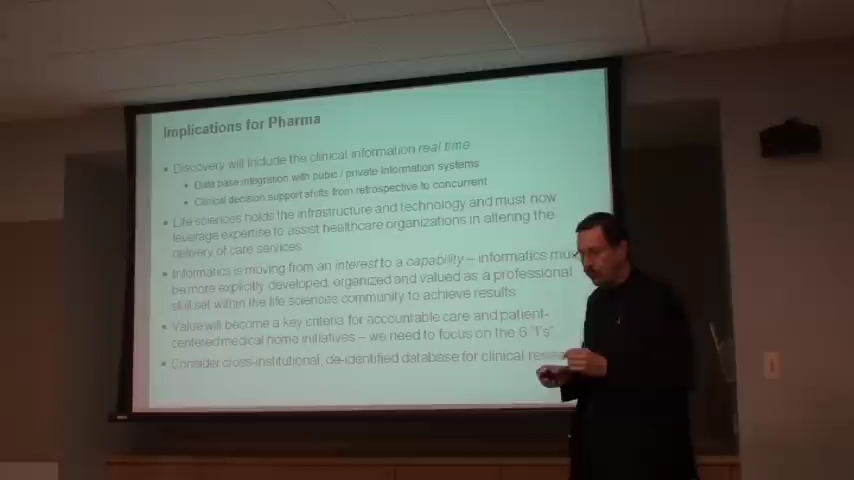 Implications for Pharma
• Discovery will include the clinical information real time
• Data base integration with pubic / private information systems
• Clinical decision support shifts from retrospective to concurrent
• Life sciences holds the infrastructure and technology and must now
leverage expertise to assist healthcare organizations in altering the
delivery of care services
• Informatics is moving from an interest to a capability – informatics
be more explicitly developed, organized and valued as a professional
skill set within the life sciences community to achieve results
• Value will become a key criteria for accountable care and patient-
centered medical home initiatives – we need to focus on the 6 "I's"
• Consider cross-institutional, de-identified database for clinical